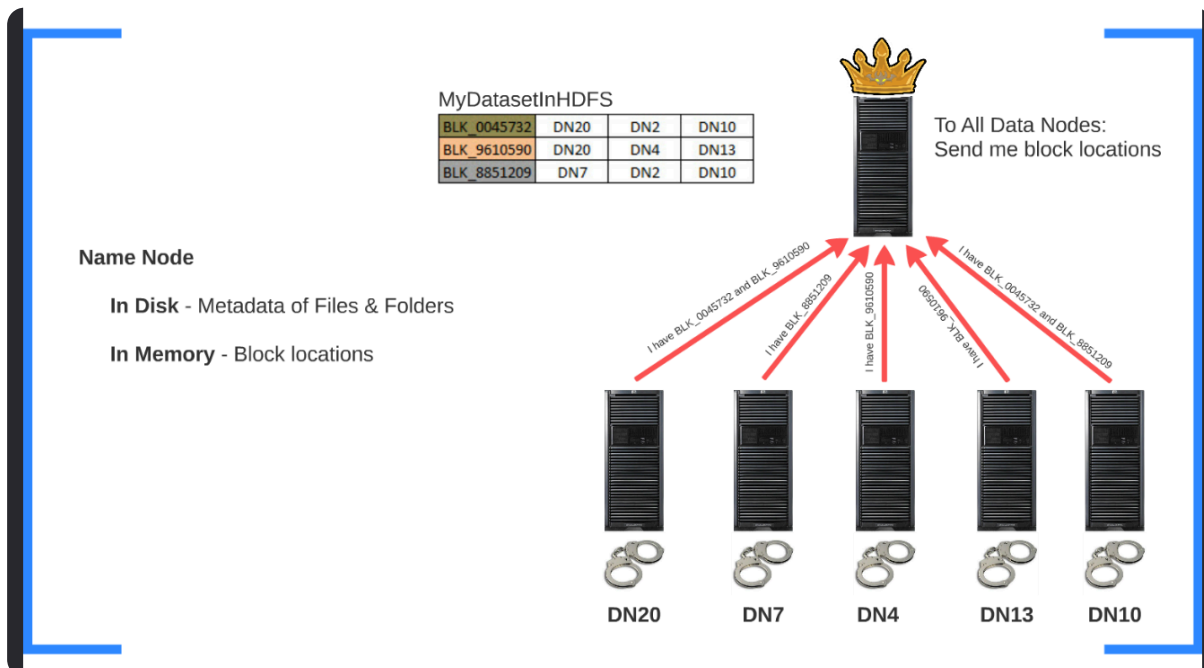 MyDatasetInHDFS
BLK_0045732 DN20 DN2 DN10
BLK_9610590 DN20 DN4 DN13
BLK_8851209 DN7 DN2 DN10
To All Data Nodes:
Send me block locations
Name Node
In Disk - Metadata of Files & Folders
In Memory - Block locations
I have BLK_0045732 and BLK_9610590
I have BLK_8851209
I have BLK_9610590
I have BLK_9610590
I have BLK_0045732 and BLK_8851209
DN20
DN7
DN4
DN13
DN10